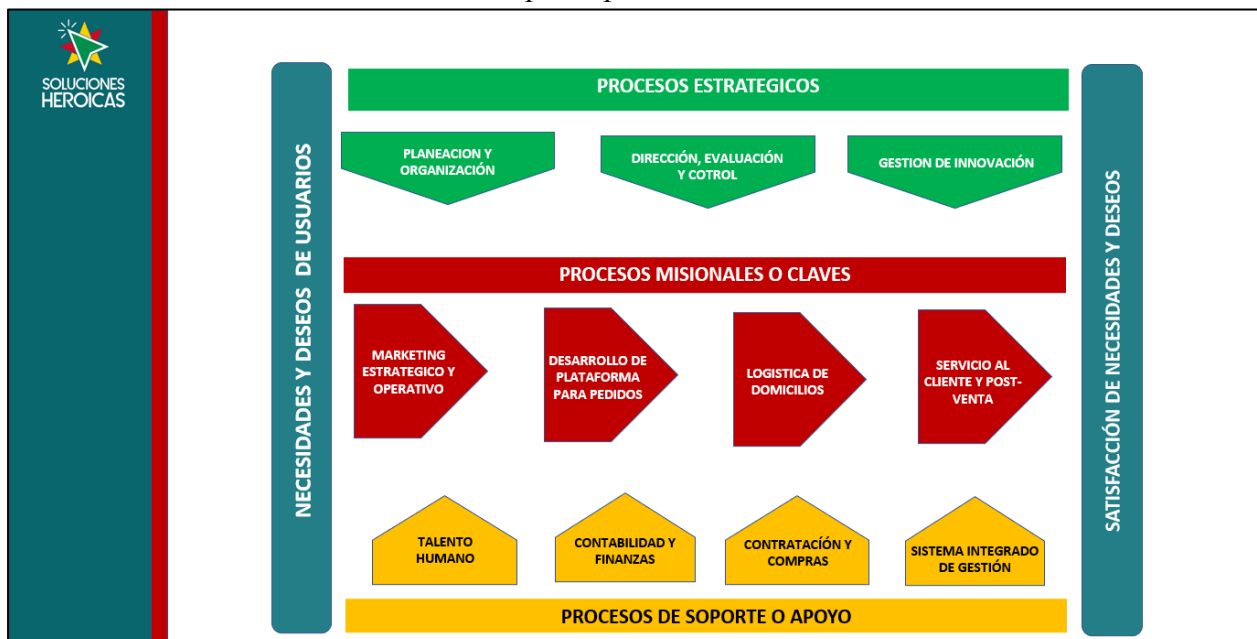 SOLUCIONES
HEROICAS
NECESIDADES Y DESEOS DE USUARIOS
PROCESOS ESTRATEGICOS
PLANEACION Y
ORGANIZACIÓN
DIRECCIÓN, EVALUACIÓN
Y COTROL
GESTION DE INNOVACIÓN
PROCESOS MISIONALES O CLAVES
MARKETING
ESTRATEGICO Y
OPERATIVO
DESARROLLO DE
PLATAFORMA
PARA PEDIDOS
LOGISTICA DE
DOMICILIOS
SERVICIO AL
CLIENTE Y POST-
VENTA
TALENTO
HUMANO
CONTABILIDAD Y
FINANZAS
CONTRATACÍÓN Y
COMPRAS
SISTEMA INTEGRADO
DE GESTIÓN
PROCESOS DE SOPORTE O APOYO
SATISFACCIÓN DE NECESIDADES Y DESEOS